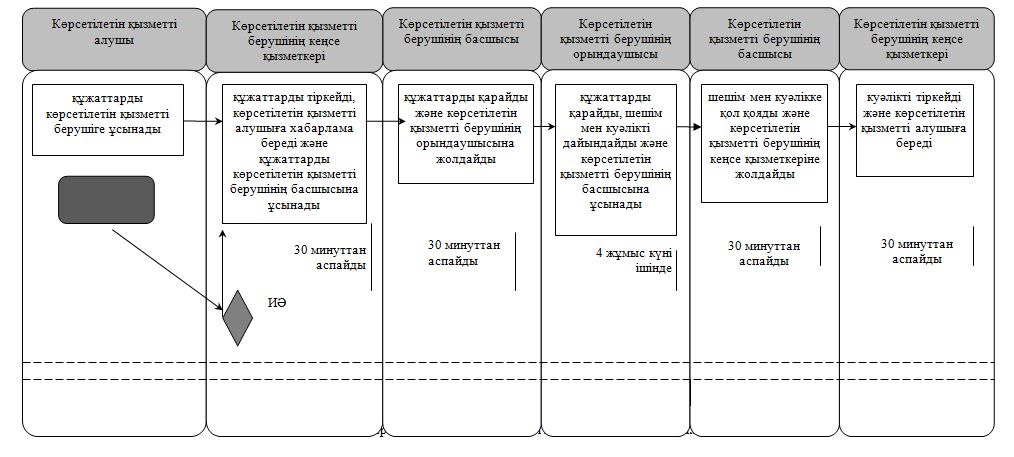 Көрсетілетін қызметті
алушы
Көрсетілетін қызметті
берушінің кеңсе
қызметкері
Көрсетілетін қызметті
берушінің басшысы
Көрсетілетін
қызметті берушінің
орындаушысы
Көрсетілетін
қызметті берушінің
басшысы
Көрсетілетін қызметті
берушінің кеңсе
қызметкері
құжаттарды
көрсетілетін қызметті
берушіге ұсынады
құжаттарды тіркейді,
көрсетілетін қызметті
алушыға хабарлама
береді және
құжаттарды
көрсетілетін қызметті
берушінің басшысына
ұсынады
құжаттарды қарайды
және көрсетілетін
қызметті берушінің
орындаушысына
жолдайды
құжаттарды
қарайды, шешім
мен куәлікті
дайындайды және
көрсетілетін
қызметті берушінің
басшысына
ұсынады
шешім мен куәлікке
қол қояды және
көрсетілетін
қызметті берушінің
кеңсе қызметкеріне
жолдайды
куәлікті тіркейді
және көрсетілетін
қызметті алушыға
береді
30 минуттан
аспайды
30 минуттан
аспайды
4 жұмыс күні
ішінде
30 минуттан
аспайды
30 минуттан
аспайды
ИӘ